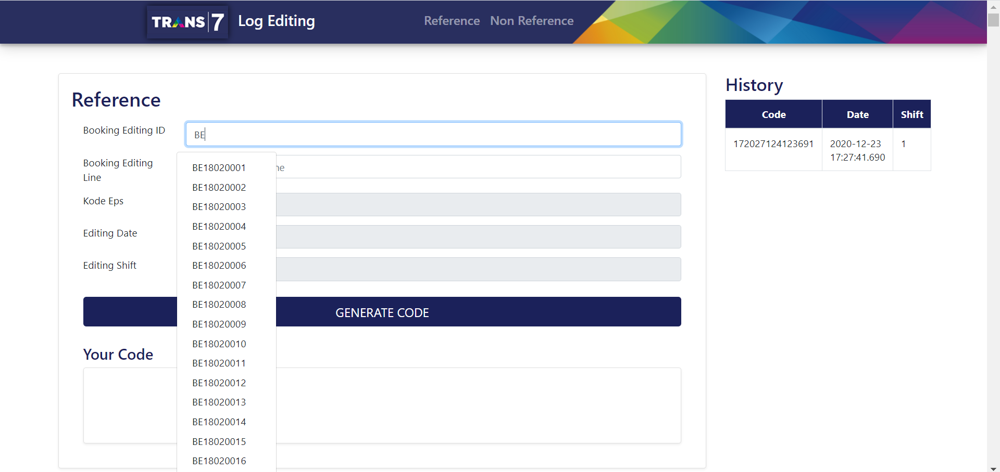 TRANS|7 Log Editing Reference Non Reference
Reference
Booking Editing ID
BE
Booking Editing
Line
ne
Kode Eps
Editing Date
Editing Shift
BE18020001
BE18020002
BE18020003
BE18020004
BE18020005
BE18020006
BE18020007
BE18020008
BE18020009
BE18020010
BE18020011
BE18020012
BE18020013
BE18020014
BE18020015
BE18020016
GENERATE CODE
Your Code
History
Code Date Shift
172027124123691 2020-12-23 1
17:27:41.690